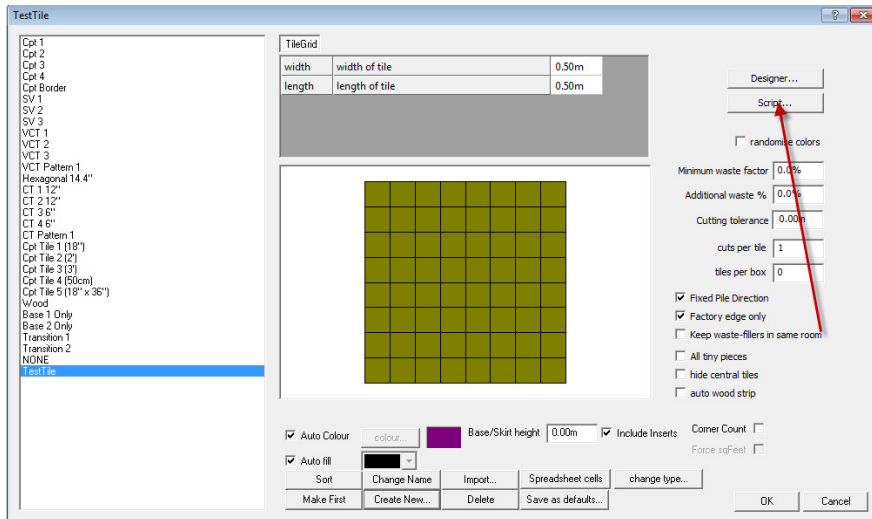 TestTile
Cpt 1
Cpt 2
Cpt 3
Cpt 4
Cpt Border
SV 1
SV 2
SV 3
VCT 1
VCT 2
VCT 3
VCT Pattern 1
Hexagonal 14.4"
CT 1 12"
CT 2 12"
CT 3 6"
CT 4 6"
CT Pattern 1
Cpt Tile 1 (18")
Cpt Tile 2 (2')
Cpt Tile 3 (3')
Cpt Tile 4 (50cm)
Cpt Tile 5 (18" x 36")
Wood
Base 1 Only
Base 2 Only
Transition 1
Transition 2
NONE
TestTile
TileGrid
width width of tile 0.50m
length length of tile 0.50m
Designer...
Script...
randomise colors
Minimum waste factor 0.0%
Additional waste % 0.0%
Cutting tolerance 0.00m
cuts per tile 1
tiles per box 0
Fixed Pile Direction
Factory edge only
Keep waste-fillers in same room
All tiny pieces
hide central tiles
auto wood strip
Auto Colour colour... Base/Skirt height 0.00m Include Inserts Corner Count
Force sqFeet
Auto fill
Sort Change Name Import... Spreadsheet cells change type...
Make First Create New... Delete Save as defaults... OK Cancel